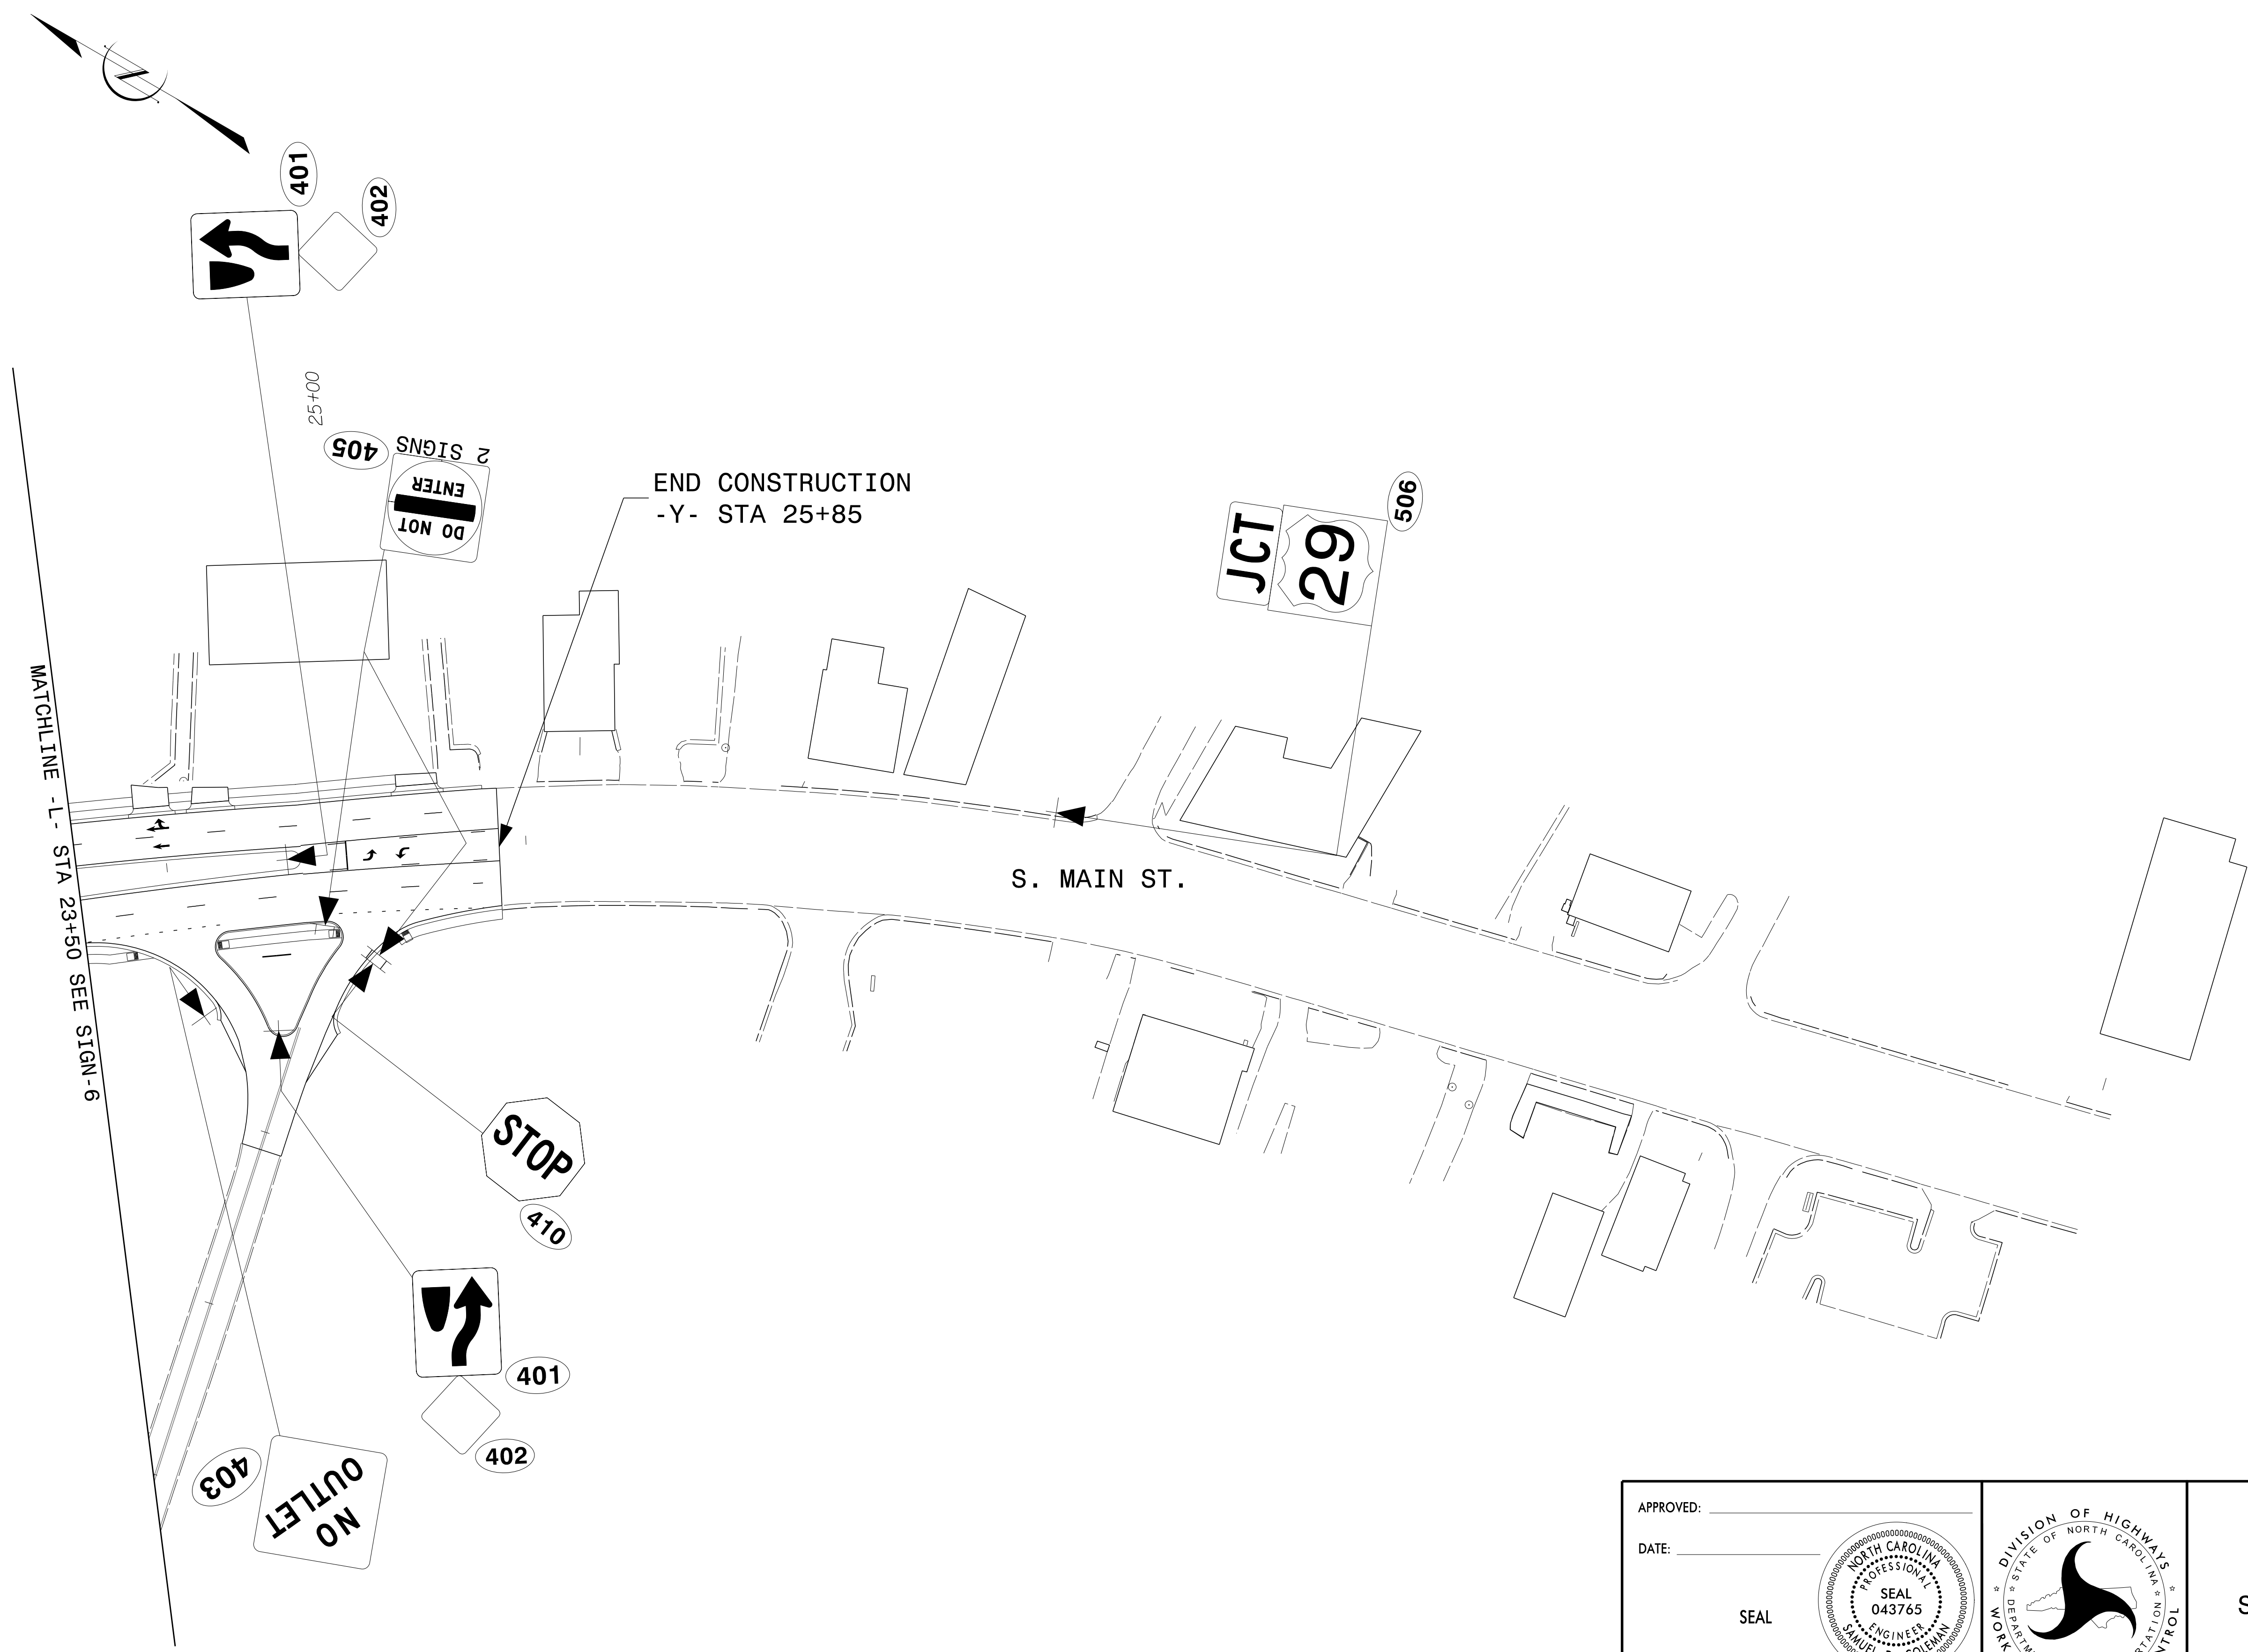 401
402
25+00
405
2 SIGNS
DO NOT
ENTER
END CONSTRUCTION
-Y- STA 25+85
JCT
29
506
MATCHLINE -L- STA 23+50 SEE SIGN-6
S. MAIN ST.
STOP
410
401
402
403
NO
OUTLET
APPROVED:
DATE:
SEAL
NORTH CAROLINA
PROFESSIONAL
SEAL
043765
ENGINEER
DIVISION OF HIGHWAYS
STATE OF NORTH CAROLINA